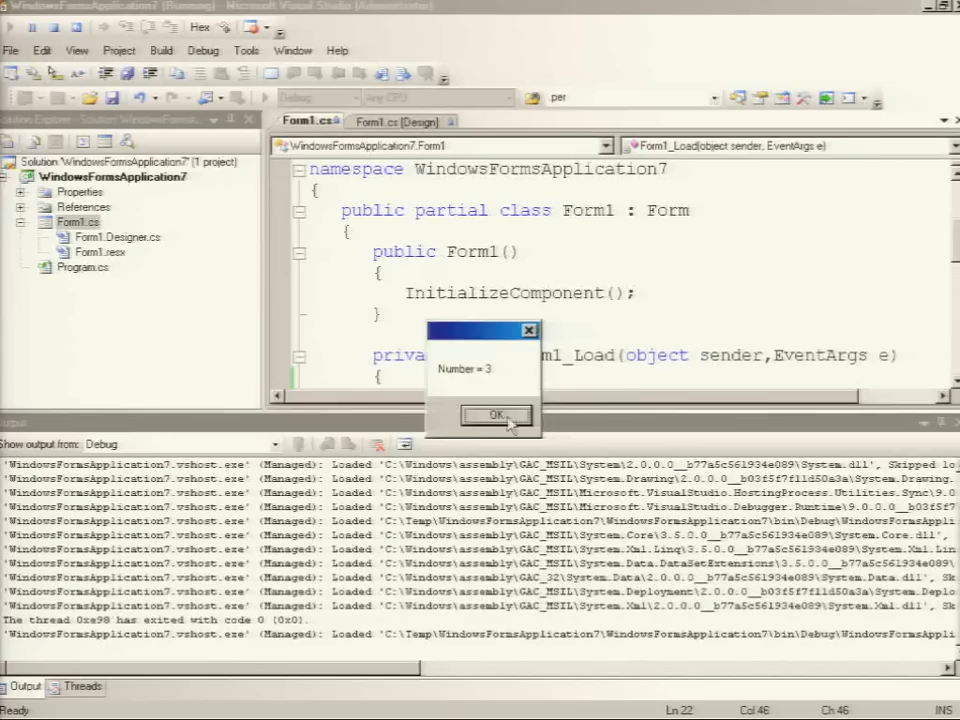 WindowsFormsApplication7 (Running) - Microsoft Visual Studio (Administrator)
Hex
File Edit View Project Build Debug Tools Window Help
Debug Any CPU .per
Solution Explorer - Solution 'WindowsFormsA
Form1.cs Form1.cs [Design]
WindowsFormsApplication7.Form1 Form1_Load(object sender, EventArgs e)
Solution 'WindowsFormsApplication7' (1 project)
WindowsFormsApplication7
Properties
References
Form1.cs
Form1.Designer.cs
Form1.resx
Program.cs
namespace WindowsFormsApplication7
{
public partial class Form1 : Form
{
public Form1()
{
InitializeComponent();
}
priva m1_Load(object sender,EventArgs e)
{
Number = 3
OK
Output
Show output from: Debug
'WindowsFormsApplication7.vshost.exe' (Managed): Loaded 'C:\Windows\assembly\GAC_MSIL\System\2.0.0.0__b77a5c561934e089\System.dll', Skipped lo
'WindowsFormsApplication7.vshost.exe' (Managed): Loaded 'C:\Windows\assembly\GAC_MSIL\System.Drawing\2.0.0.0__b03f5f7f11d50a3a\System.Drawing.
'WindowsFormsApplication7.vshost.exe' (Managed): Loaded 'C:\Windows\assembly\GAC_MSIL\Microsoft.VisualStudio.HostingProcess.Utilities.Sync\9.0
'WindowsFormsApplication7.vshost.exe' (Managed): Loaded 'C:\Windows\assembly\GAC_MSIL\Microsoft.VisualStudio.Debugger.Runtime\9.0.0.0__b03f5f7
'WindowsFormsApplication7.vshost.exe' (Managed): Loaded 'C:\Temp\WindowsFormsApplication7\WindowsFormsApplication7\bin\Debug\WindowsFormsAppli
'WindowsFormsApplication7.vshost.exe' (Managed): Loaded 'C:\Windows\assembly\GAC_MSIL\System.Core\3.5.0.0__b77a5c561934e089\System.Core.dll',
'WindowsFormsApplication7.vshost.exe' (Managed): Loaded 'C:\Windows\assembly\GAC_MSIL\System.Xml.Linq\3.5.0.0__b77a5c561934e089\System.Xml.Lin
'WindowsFormsApplication7.vshost.exe' (Managed): Loaded 'C:\Windows\assembly\GAC_MSIL\System.Data.DataSetExtensions\3.5.0.0__b77a5c561934e089\
'WindowsFormsApplication7.vshost.exe' (Managed): Loaded 'C:\Windows\assembly\GAC_32\System.Data\2.0.0.0__b77a5c561934e089\System.Data.dll', Sk
'WindowsFormsApplication7.vshost.exe' (Managed): Loaded 'C:\Windows\assembly\GAC_MSIL\System.Deployment\2.0.0.0__b03f5f7f11d50a3a\System.Deplo
'WindowsFormsApplication7.vshost.exe' (Managed): Loaded 'C:\Windows\assembly\GAC_MSIL\System.Xml\2.0.0.0__b77a5c561934e089\System.Xml.dll', Sk
The thread 0xe98 has exited with code 0 (0x0).
'WindowsFormsApplication7.vshost.exe' (Managed): Loaded 'C:\Temp\WindowsFormsApplication7\WindowsFormsApplication7\bin\Debug\WindowsFormsAppli
Output Threads
Ready Ln 22 Col 46 Ch 46 INS